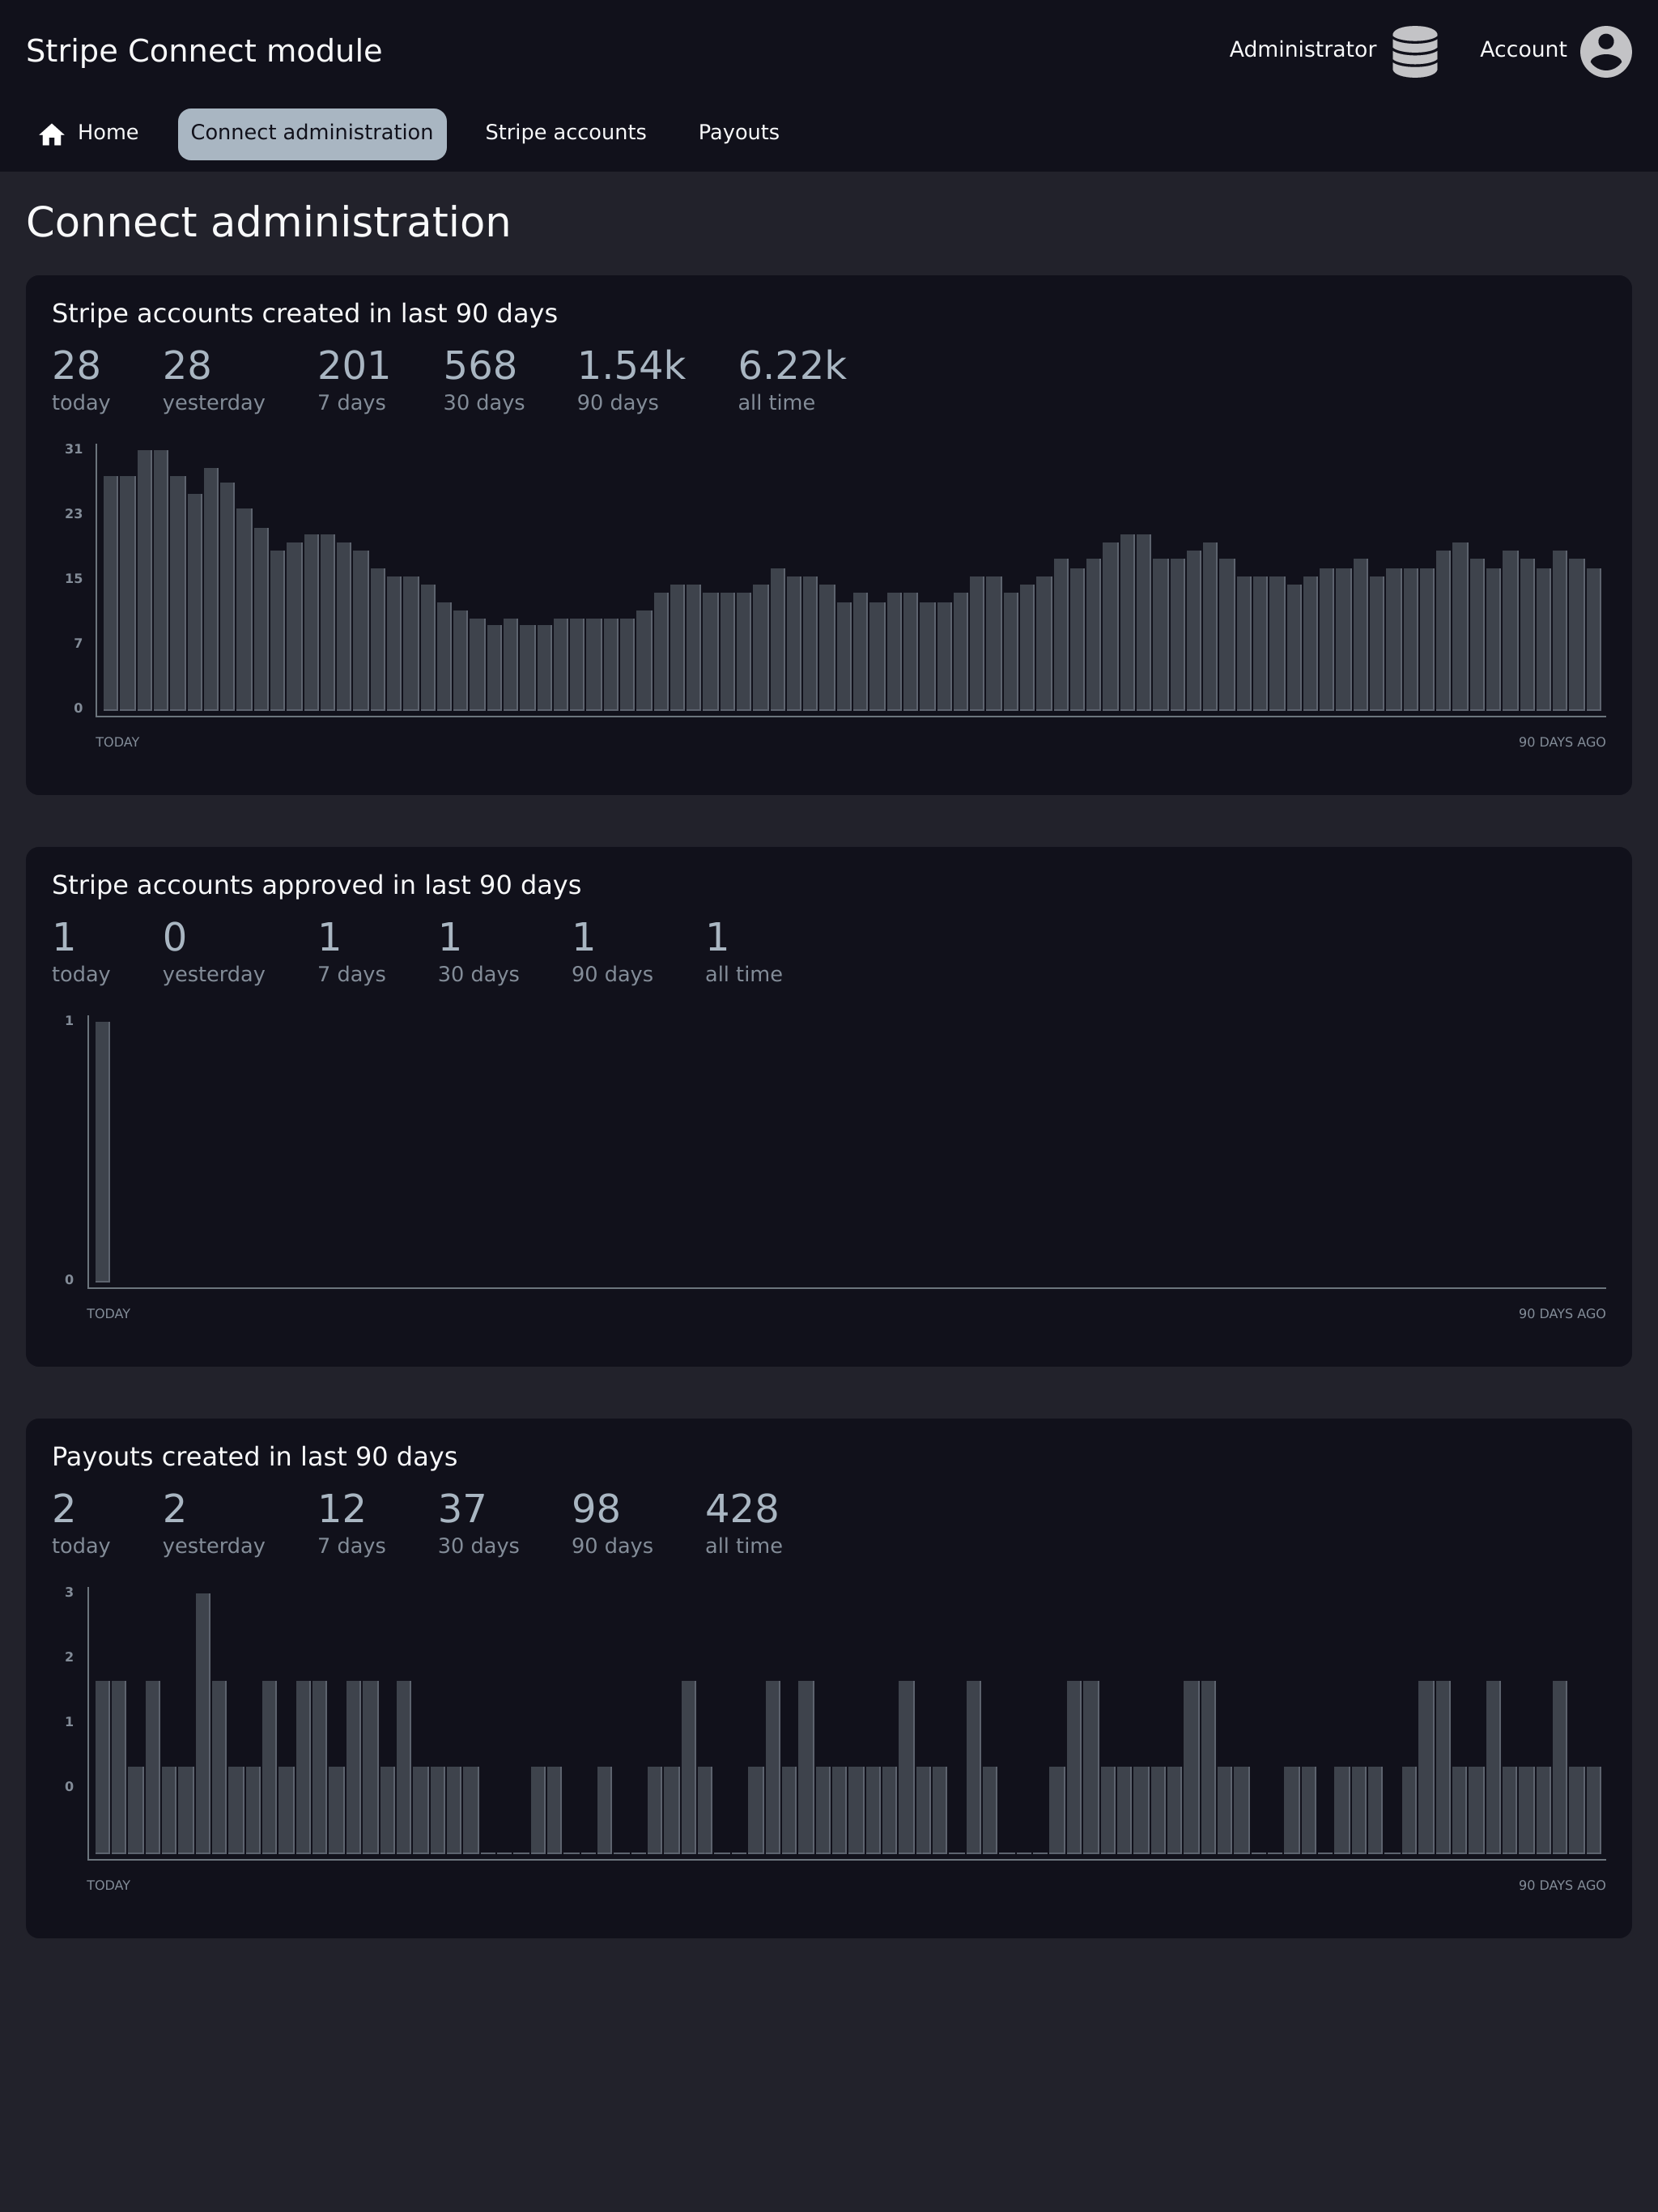 Stripe Connect module
Administrator
Account
Home
Connect administration
Stripe accounts
Payouts
Connect administration
Stripe accounts created in last 90 days
28 28 201 568 1.54k 6.22k
today yesterday 7 days 30 days 90 days all time
31
23
15
7
0
TODAY 90 DAYS AGO
Stripe accounts approved in last 90 days
1 0 1 1 1 1
today yesterday 7 days 30 days 90 days all time
1
0
TODAY 90 DAYS AGO
Payouts created in last 90 days
2 2 12 37 98 428
today yesterday 7 days 30 days 90 days all time
3
2
1
0
TODAY 90 DAYS AGO